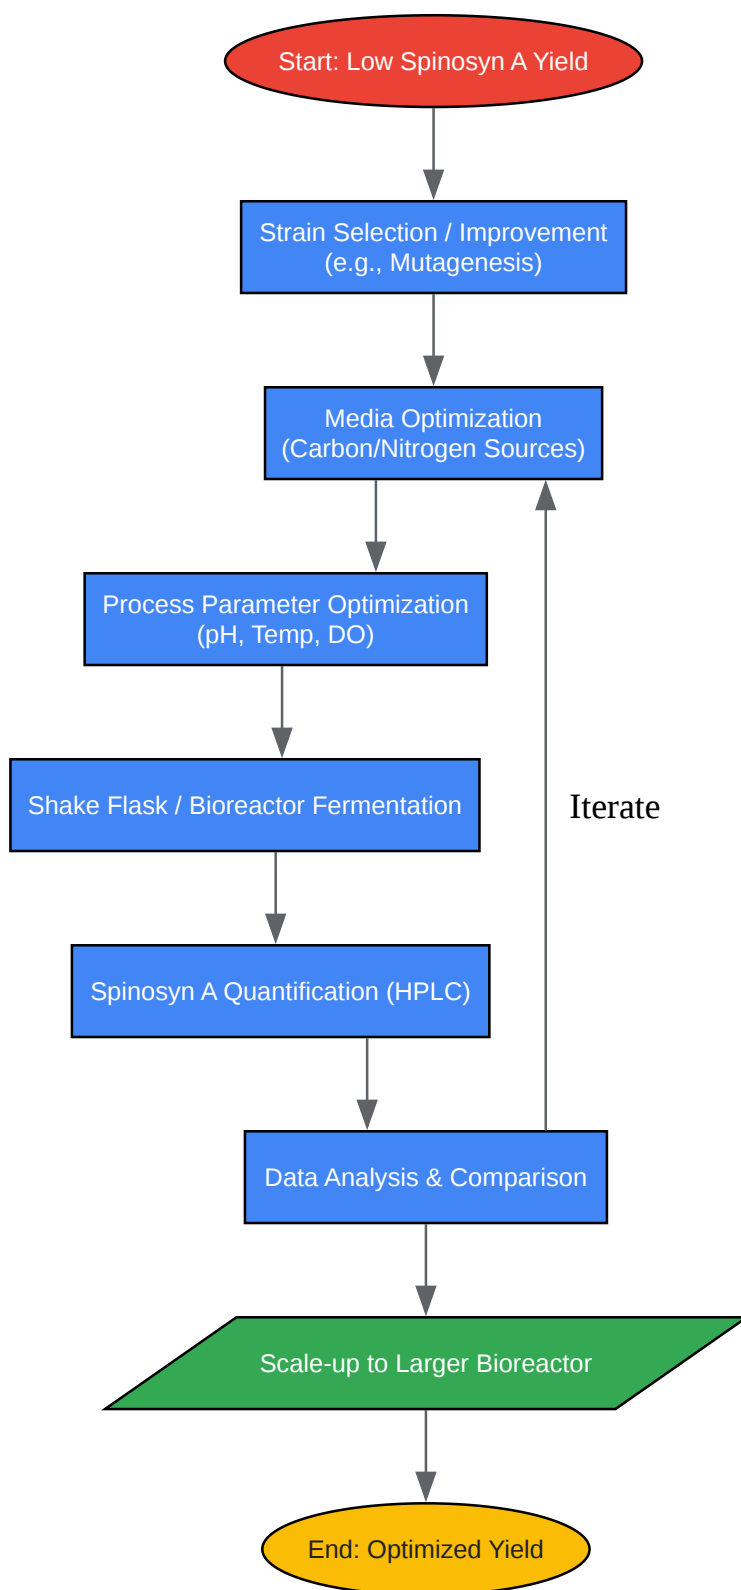 Start: Low Spinosyn A Yield
Strain Selection / Improvement
(e.g., Mutagenesis)
Media Optimization
(Carbon/Nitrogen Sources)
Process Parameter Optimization
(pH, Temp, DO)
Shake Flask / Bioreactor Fermentation
Iterate
Spinosyn A Quantification (HPLC)
Data Analysis & Comparison
Scale-up to Larger Bioreactor
End: Optimized Yield